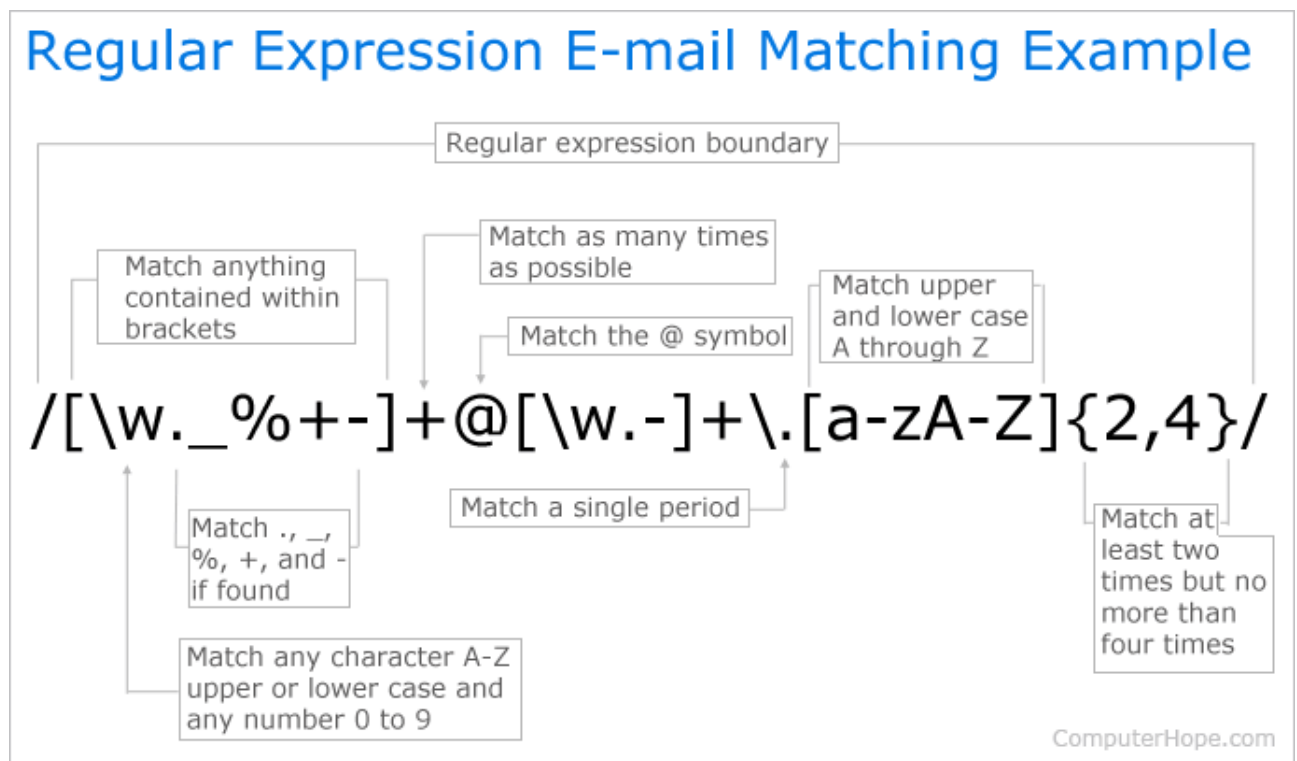 Regular Expression E-mail Matching Example
Regular expression boundary
Match as many times
as possible
Match anything
contained within
brackets
Match upper
and lower case
A through Z
Match the @ symbol
/[\w._%+-]+@[\w.-]+\.[a-zA-Z]{2,4}/
Match a single period
Match ., _,
%, +, and -
if found
Match at
least two
times but no
more than
four times
Match any character A-Z
upper or lower case and
any number 0 to 9
ComputerHope.com